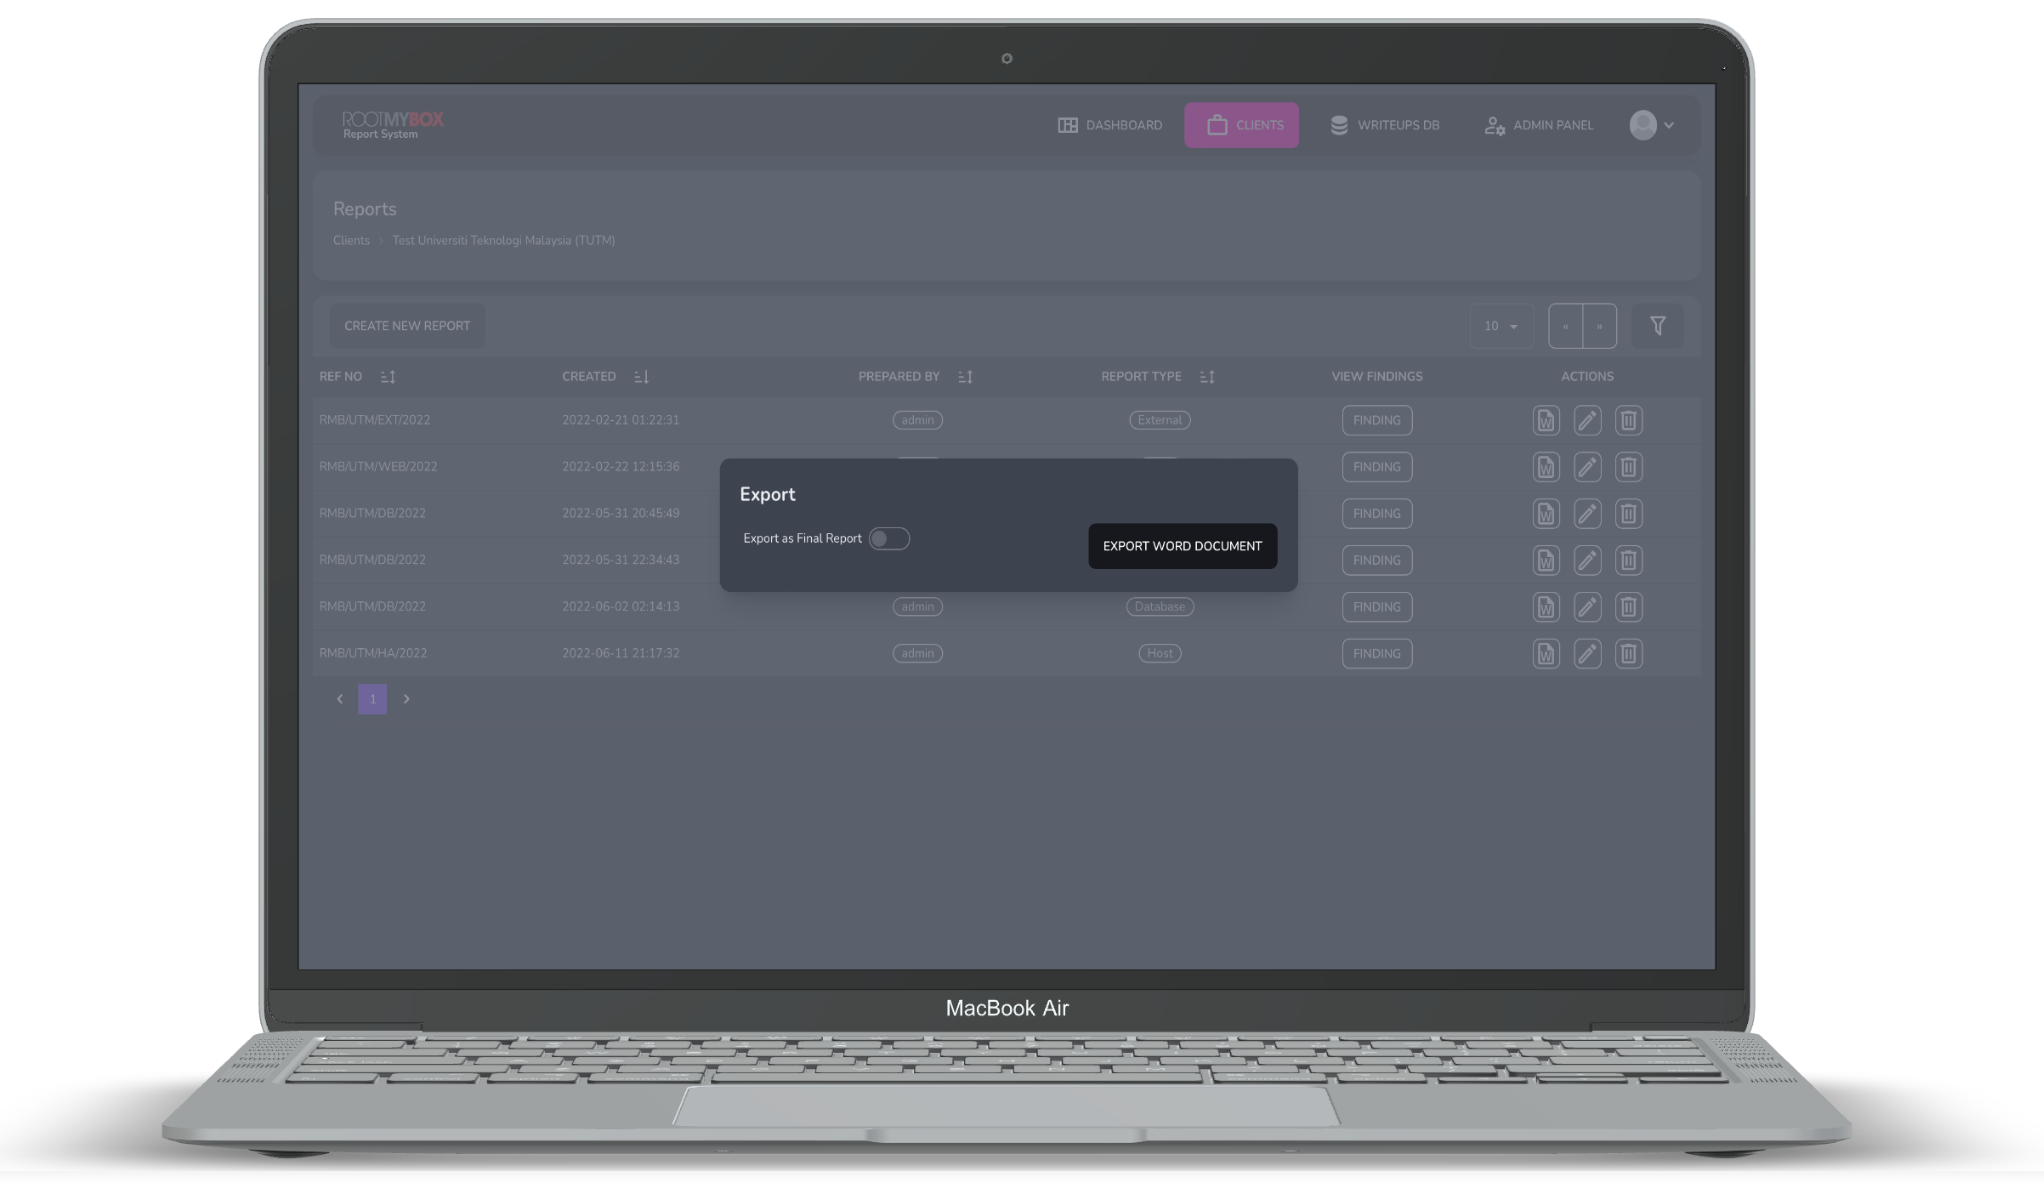 ROOTMYBOX
Report System
DASHBOARD
CLIENTS
WRITEUPS DB
ADMIN PANEL
Reports
Clients > Test Universiti Teknologi Malaysia (TUTM)
CREATE NEW REPORT
10
« »
REF NO CREATED PREPARED BY REPORT TYPE VIEW FINDINGS ACTIONS
RMB/UTM/EXT/2022 2022-02-21 01:22:31 admin External FINDING
RMB/UTM/WEB/2022 2022-02-22 12:15:36 FINDING
RMB/UTM/DB/2022 2022-05-31 20:45:49 FINDING
RMB/UTM/DB/2022 2022-05-31 22:34:43 FINDING
RMB/UTM/DB/2022 2022-06-02 02:14:13 admin Database FINDING
RMB/UTM/HA/2022 2022-06-11 21:17:32 admin Host FINDING
Export
Export as Final Report
EXPORT WORD DOCUMENT
< 1 >
MacBook Air